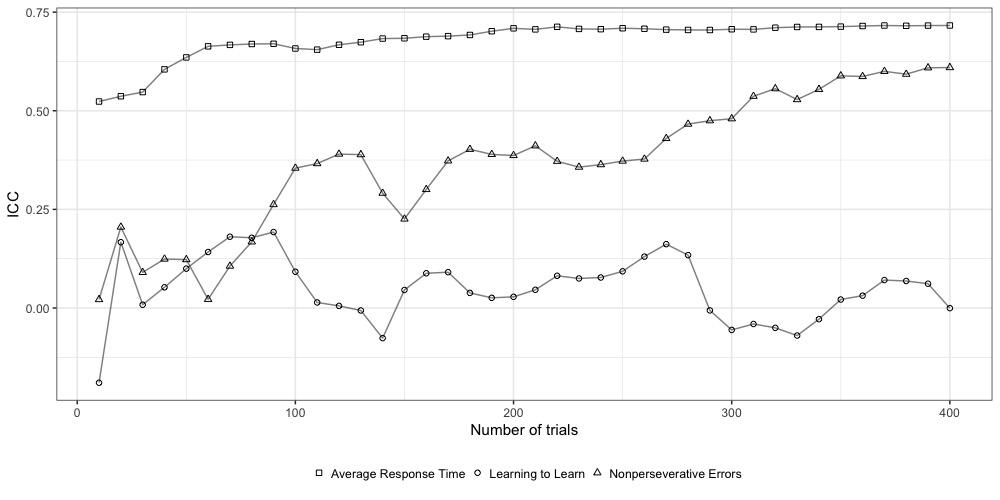 0.75
0.50
0.25
0.00
ICC
0 100 200 300 400
Number of trials
Average Response Time Learning to Learn Nonperseverative Errors